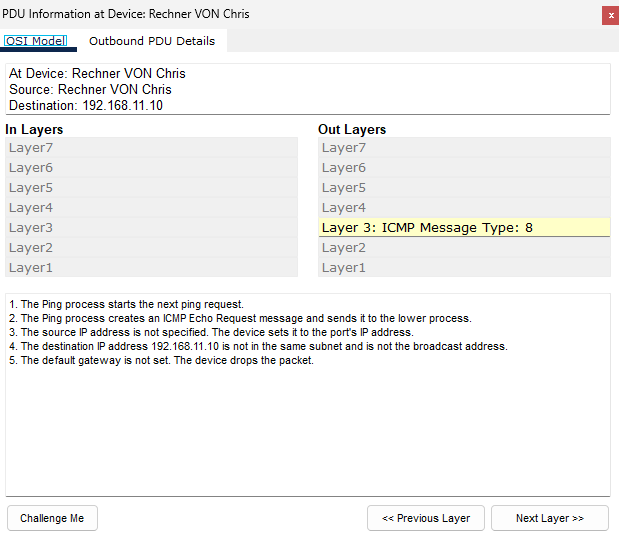 PDU Information at Device: Rechner VON Chris
x
OSI Model
Outbound PDU Details
At Device: Rechner VON Chris
Source: Rechner VON Chris
Destination: 192.168.11.10
In Layers
Layer7
Layer6
Layer5
Layer4
Layer3
Layer2
Layer1
Out Layers
Layer7
Layer6
Layer5
Layer4
Layer 3: ICMP Message Type: 8
Layer2
Layer1
1. The Ping process starts the next ping request.
2. The Ping process creates an ICMP Echo Request message and sends it to the lower process.
3. The source IP address is not specified. The device sets it to the port's IP address.
4. The destination IP address 192.168.11.10 is not in the same subnet and is not the broadcast address.
5. The default gateway is not set. The device drops the packet.
Challenge Me
<< Previous Layer
Next Layer >>